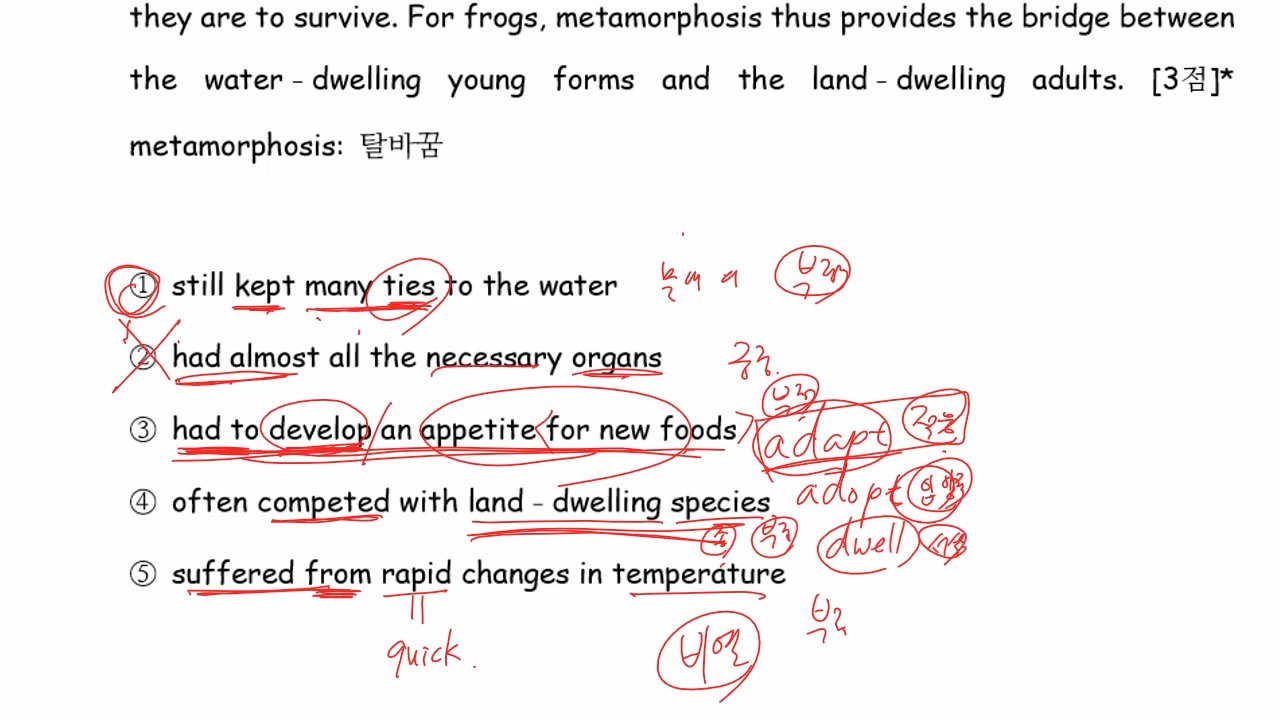 they are to survive. For frogs, metamorphosis thus provides the bridge between
the water - dwelling young forms and the land - dwelling adults. [3점]*
metamorphosis: 탈바꿈
① still kept many ties to the water
② had almost all the necessary organs
③ had to develop an appetite for new foods
adapt
④ often competed with land - dwelling species
adopt
dwell
⑤ suffered from rapid changes in temperature
quick